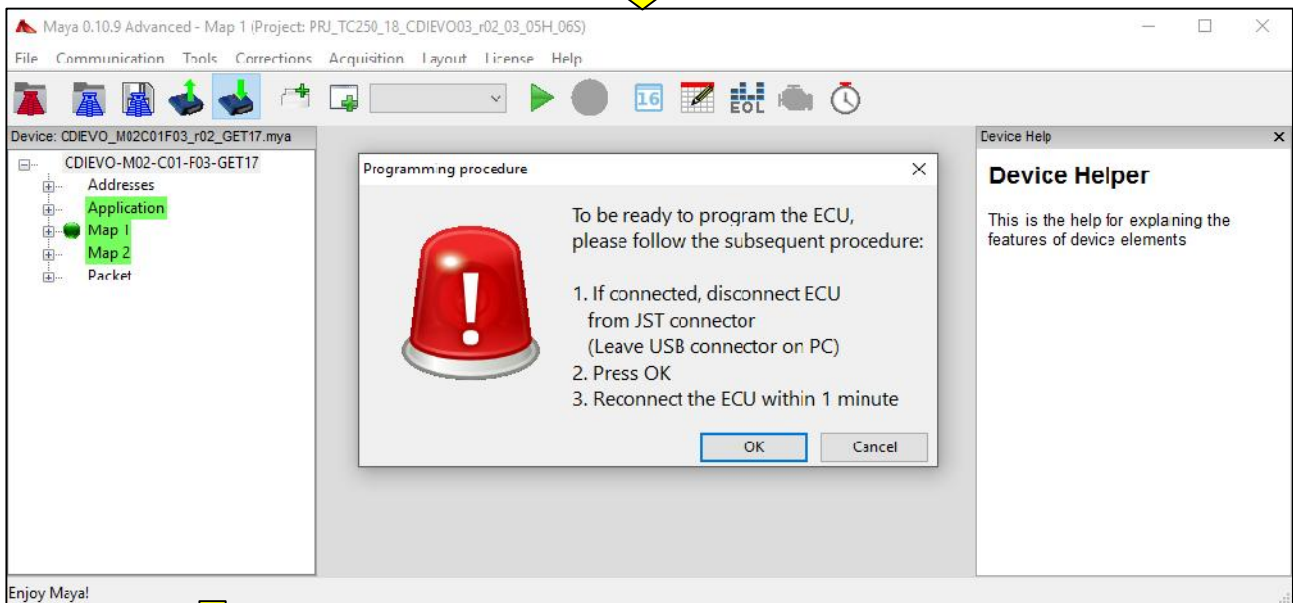 Maya 0.10.9 Advanced - Map 1 (Project: PRJ_TC250_18_CDIEVO03_r02_03_05H_06S)
File Communication Tools Corrections Acquisition Layout License Help
16
EOL
Device: CDIEVO_M02C01F03_r02_GET17.mya
CDIEVO-M02-C01-F03-GET17
Addresses
Application
Map 1
Map 2
Packet
Programming procedure
To be ready to program the ECU,
please follow the subsequent procedure:
1. If connected, disconnect ECU
from JST connector
(Leave USB connector on PC)
2. Press OK
3. Reconnect the ECU within 1 minute
OK Cancel
Device Help
Device Helper
This is the help for explaining the
features of device elements
Enjoy Maya!